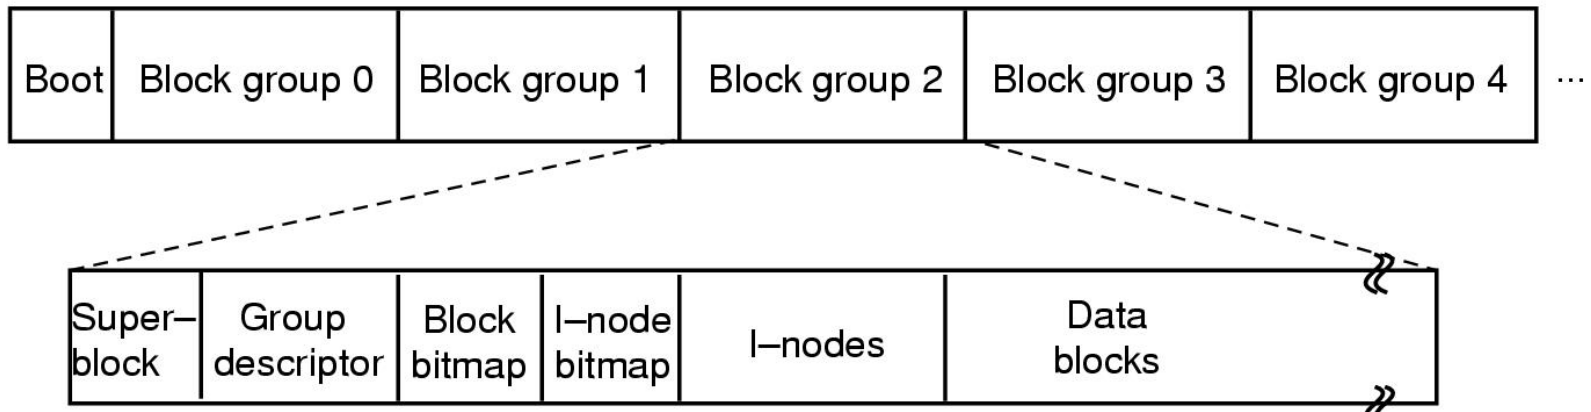 Boot Block group 0 Block group 1 Block group 2 Block group 3 Block group 4 ...
Super–
block
Group
descriptor
Block
bitmap
I–node
bitmap
I–nodes
Data
blocks